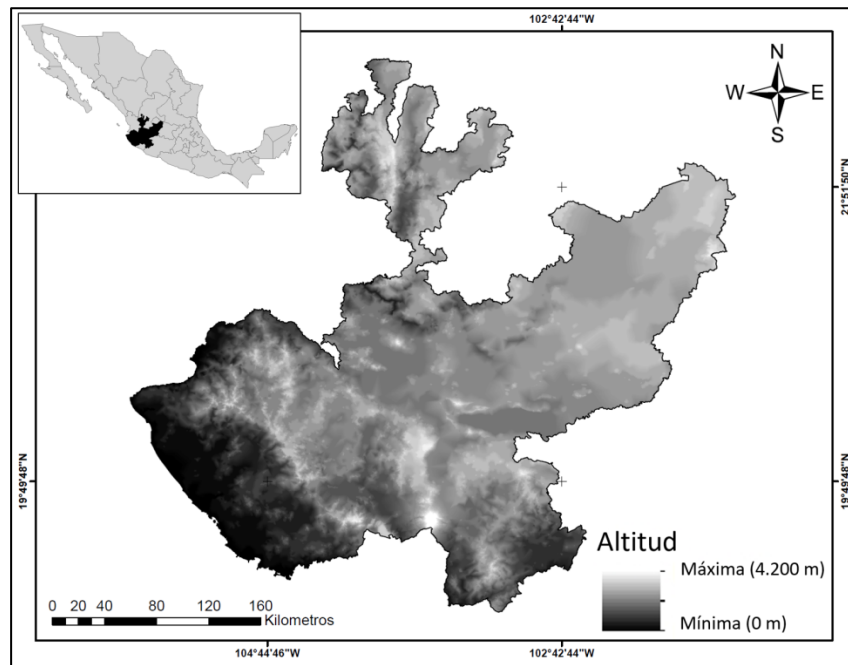 102°42'44"W
N
W E
S
21°51'50"N
19°49'48"N
19°49'48"N
Altitud
Máxima (4.200 m)
Mínima (0 m)
0 20 40 80 120 160
Kilometros
104°44'46"W
102°42'44"W